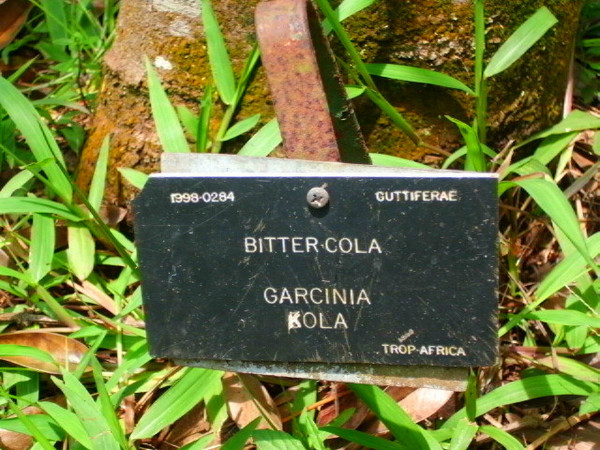 1998-0284 GUTTIFERAE
BITTER-COLA
GARCINIA
KOLA
TROP-AFRICA